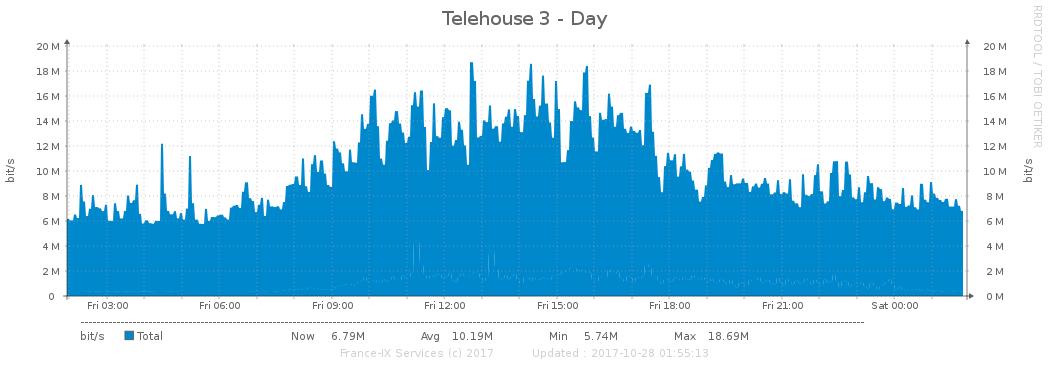 Telehouse 3 - Day
RRDTOOL / TOBI OETIKER
bit/s
20 M 20 M
18 M 18 M
16 M 16 M
14 M 14 M
12 M 12 M
10 M 10 M
8 M 8 M
6 M 6 M
4 M 4 M
2 M 2 M
0 0 M
bit/s
Fri 03:00 Fri 06:00 Fri 09:00 Fri 12:00 Fri 15:00 Fri 18:00 Fri 21:00 Sat 00:00
bit/s Total Now 6.79M Avg 10.19M Min 5.74M Max 18.69M
France-IX Services (c) 2017 Updated : 2017-10-28 01:55:13